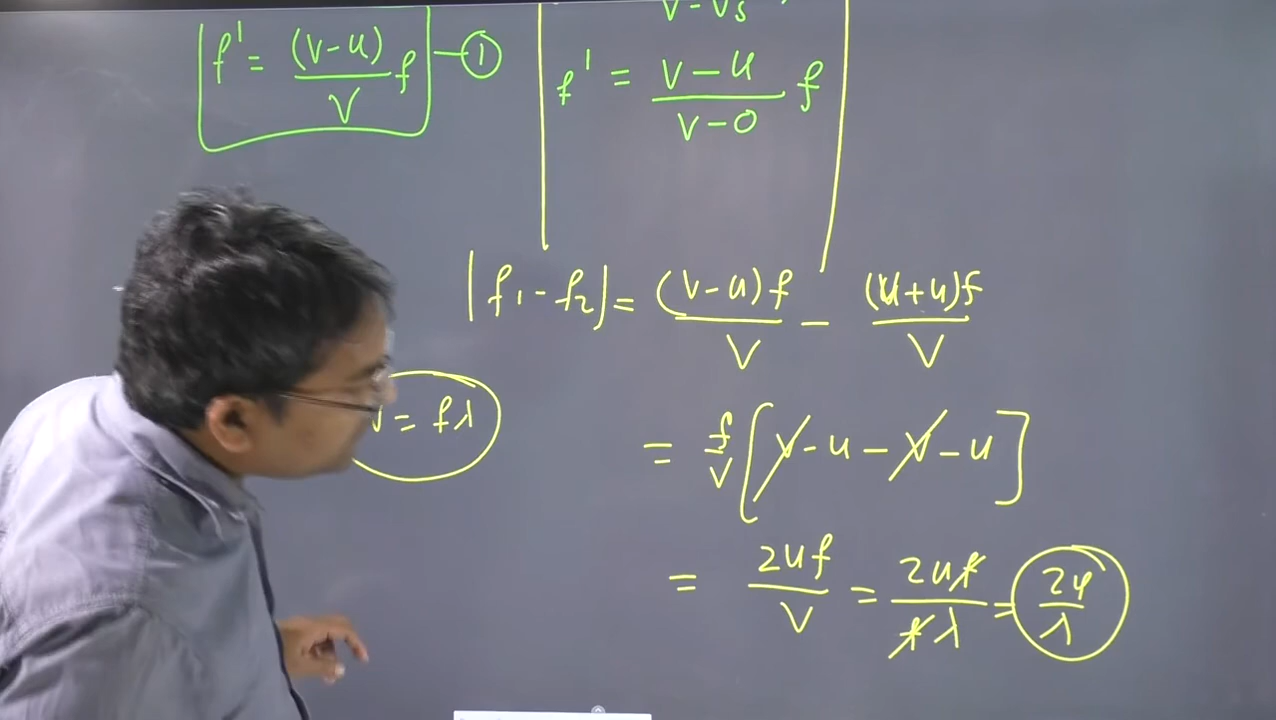 f' = (v-u)/V f —①
v-vs
f' = v-u/v-0 f
|f₁-f₂| = (v-u)f/V - (u+u)f/V
v = fλ
= f/v [v-u-v-u]
= 2uf/v = 2uf/fλ = 2u/λ